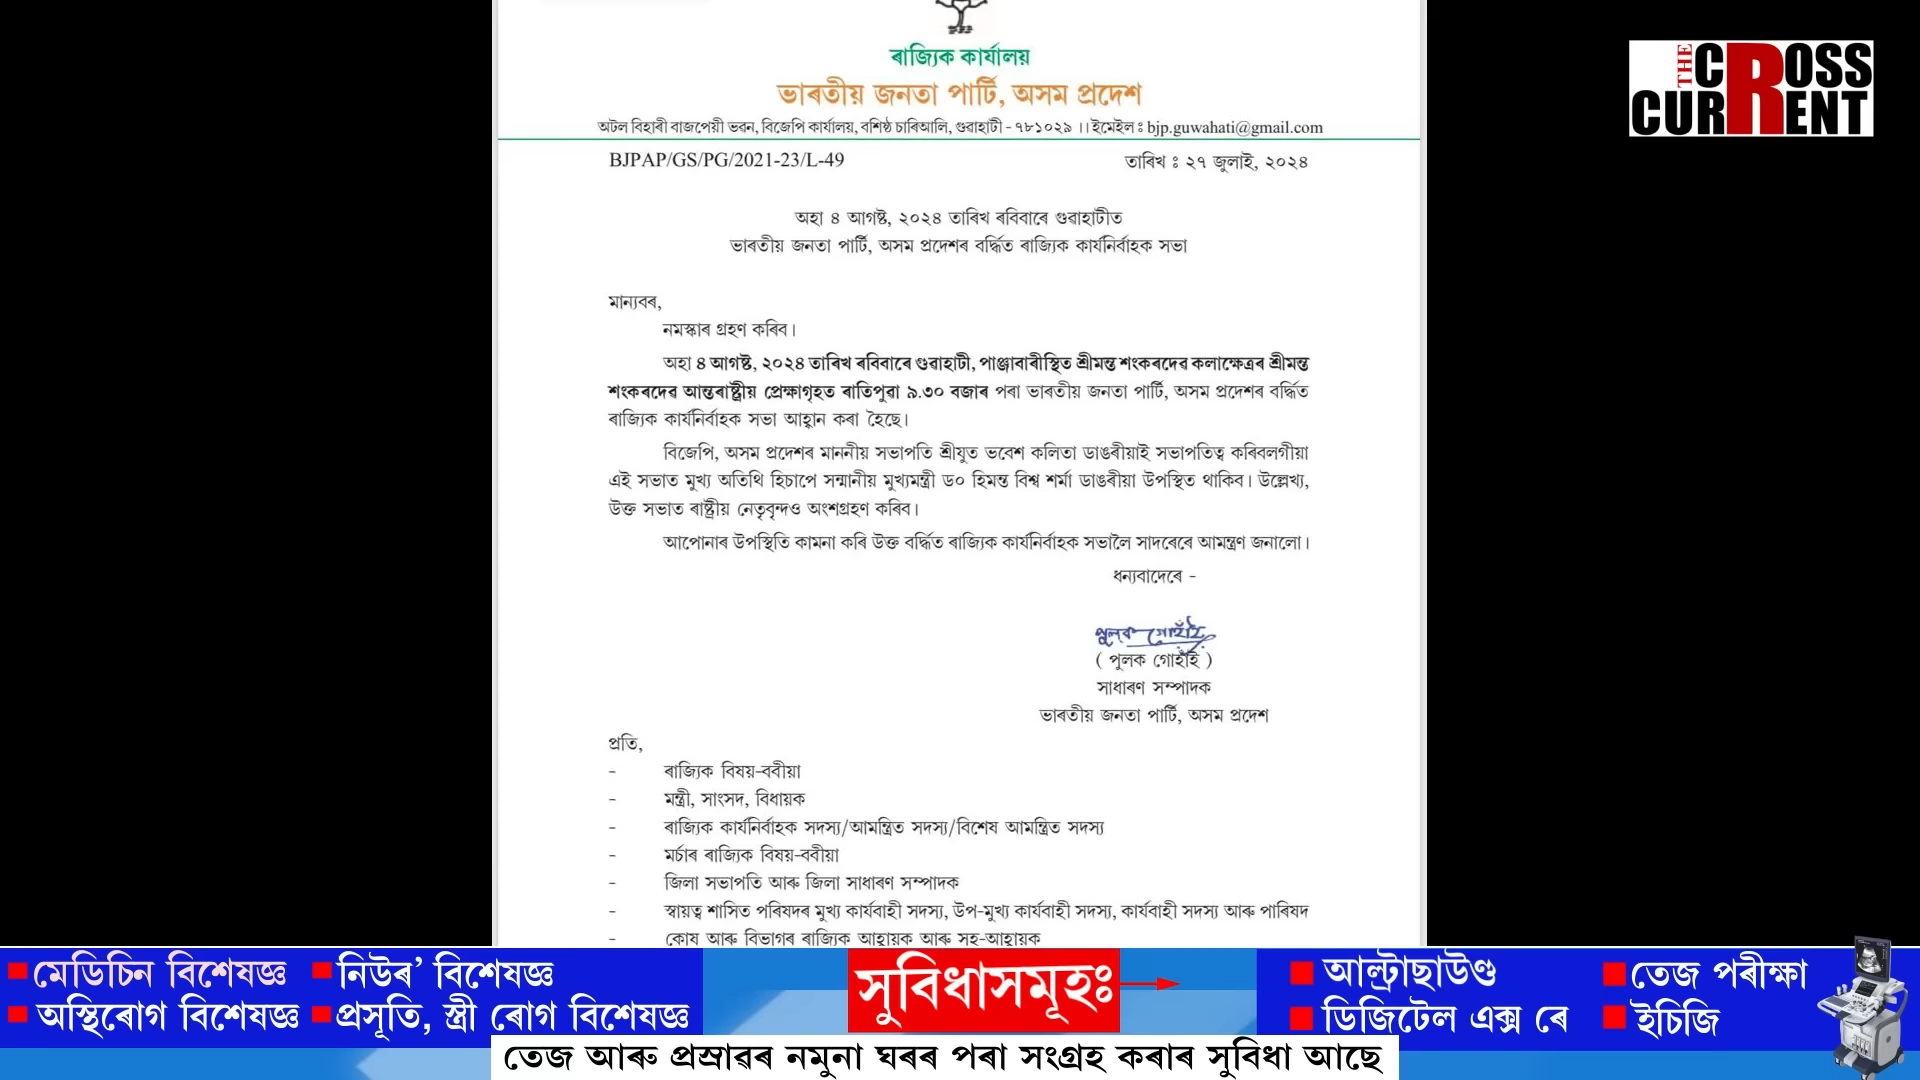 THE CROSS CURRENT
ৰাজ্যিক কাৰ্যালয়
ভাৰতীয় জনতা পাৰ্টি, অসম প্ৰদেশ
অটল বিহাৰী বাজপেয়ী ভৱন, বিজেপি কাৰ্যালয়, বশিষ্ঠ চাৰিআলি, গুৱাহাটী - ৭৮১০২৯ ।। ইমেইল ঃ bjp.guwahati@gmail.com
BJPAP/GS/PG/2021-23/L-49
তাৰিখ ঃ ২৭ জুলাই, ২০২৪
অহা ৪ আগষ্ট, ২০২৪ তাৰিখ ৰবিবাৰে গুৱাহাটীত
ভাৰতীয় জনতা পাৰ্টি, অসম প্ৰদেশৰ বৰ্দ্ধিত ৰাজ্যিক কাৰ্যনিৰ্বাহক সভা
মান্যবৰ,
নমস্কাৰ গ্ৰহণ কৰিব।
অহা ৪ আগষ্ট, ২০২৪ তাৰিখ ৰবিবাৰে গুৱাহাটী, পাঞ্জাবাৰীস্থিত শ্ৰীমন্ত শংকৰদেৱ কলাক্ষেত্ৰৰ শ্ৰীমন্ত
শংকৰদেৱ আন্তৰাষ্ট্ৰীয় প্ৰেক্ষাগৃহত ৰাতিপুৱা ৯.৩০ বজাৰ পৰা ভাৰতীয় জনতা পাৰ্টি, অসম প্ৰদেশৰ বৰ্দ্ধিত
ৰাজ্যিক কাৰ্যনিৰ্বাহক সভা আহ্বান কৰা হৈছে।
বিজেপি, অসম প্ৰদেশৰ মাননীয় সভাপতি শ্ৰীযুত ভবেশ কলিতা ডাঙৰীয়াই সভাপতিত্ব কৰিবলগীয়া
এই সভাত মুখ্য অতিথি হিচাপে সন্মানীয় মুখ্যমন্ত্ৰী ড০ হিমন্ত বিশ্ব শৰ্মা ডাঙৰীয়া উপস্থিত থাকিব। উল্লেখ্য,
উক্ত সভাত ৰাষ্ট্ৰীয় নেতৃবৃন্দও অংশগ্ৰহণ কৰিব।
আপোনাৰ উপস্থিতি কামনা কৰি উক্ত বৰ্দ্ধিত ৰাজ্যিক কাৰ্যনিৰ্বাহক সভালৈ সাদৰেৰে আমন্ত্ৰণ জনালো।
ধন্যবাদেৰে -
পুলক গোহাঁই
( পুলক গোহাঁই )
সাধাৰণ সম্পাদক
ভাৰতীয় জনতা পাৰ্টি, অসম প্ৰদেশ
প্ৰতি,
- ৰাজ্যিক বিষয়-ববীয়া
- মন্ত্ৰী, সাংসদ, বিধায়ক
- ৰাজ্যিক কাৰ্যনিৰ্বাহক সদস্য/আমন্ত্ৰিত সদস্য/বিশেষ আমন্ত্ৰিত সদস্য
- মৰ্চাৰ ৰাজ্যিক বিষয়-ববীয়া
- জিলা সভাপতি আৰু জিলা সাধাৰণ সম্পাদক
- স্বায়ত্ব শাসিত পৰিষদৰ মুখ্য কাৰ্যবাহী সদস্য, উপ-মুখ্য কাৰ্যবাহী সদস্য, কাৰ্যবাহী সদস্য আৰু পাৰিষদ
- কোষ আৰু বিভাগৰ ৰাজ্যিক আহ্বায়ক আৰু সহ-আহ্বায়ক
মেডিচিন বিশেষজ্ঞ নিউৰ’ বিশেষজ্ঞ
অস্থিৰোগ বিশেষজ্ঞ প্ৰসূতি, স্ত্ৰী ৰোগ বিশেষজ্ঞ
সুবিধাসমূহঃ
আল্ট্ৰাছাউণ্ড তেজ পৰীক্ষা
ডিজিটেল এক্স ৰে ইচিজি
তেজ আৰু প্ৰস্ৰাৱৰ নমুনা ঘৰৰ পৰা সংগ্ৰহ কৰাৰ সুবিধা আছে